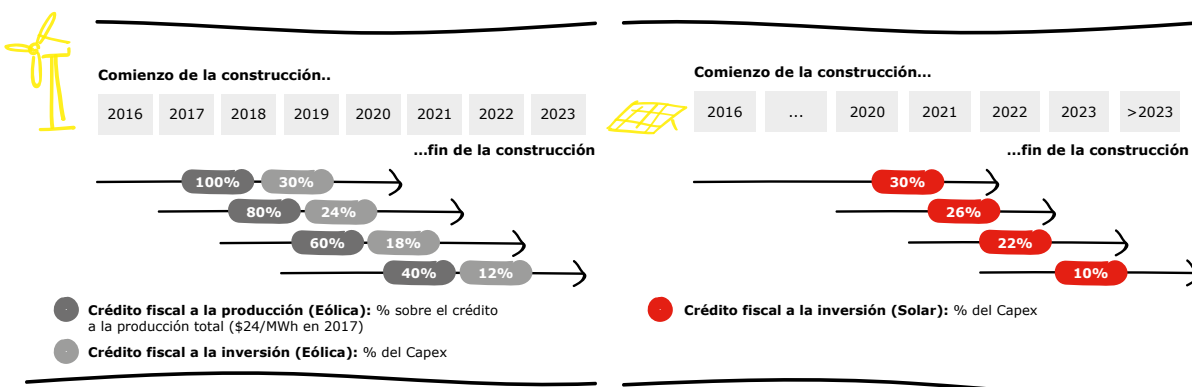 Comienzo de la construcción..
2016 2017 2018 2019 2020 2021 2022 2023
...fin de la construcción
100% 30%
80% 24%
60% 18%
40% 12%
Crédito fiscal a la producción (Eólica): % sobre el crédito
a la producción total ($24/MWh en 2017)
Crédito fiscal a la inversión (Eólica): % del Capex
Comienzo de la construcción...
2016 ... 2020 2021 2022 2023 >2023
...fin de la construcción
30%
26%
22%
10%
Crédito fiscal a la inversión (Solar): % del Capex